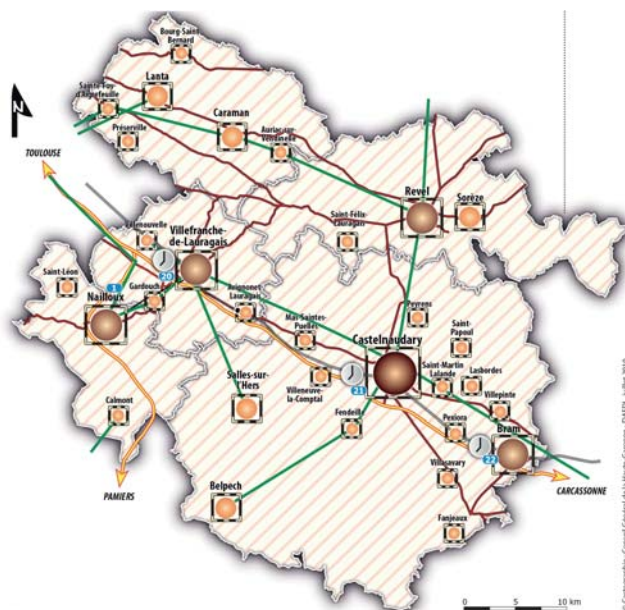 Bourg-Saint
Bernard
Lanta
Sainte-Foy
d'Aigrefeuille
Caraman
Préserville
Auriac-sur-
Vendinelle
N
TOULOUSE
Revel
Sorèze
Saint-Félix
Lauragais
Villenouvelle
Villefranche-
de-Lauragais
20
Saint-Léon
1
Nailloux
Gardouch
Avignonet-
Lauragais
Peyrens
Mas-Saintes-
Puelles
Castelnaudary
Saint-
Papoul
Salles-sur-
l'Hers
Villeneuve-
la-Comptal
21
Saint-Martin
Lalande
Lasbordes
Villepinte
Calmont
Fendeille
Pexiora
Bram
22
PAMIERS
Belpech
Villasavary
CARCASSONNE
Fanjeaux
0 5 10 km